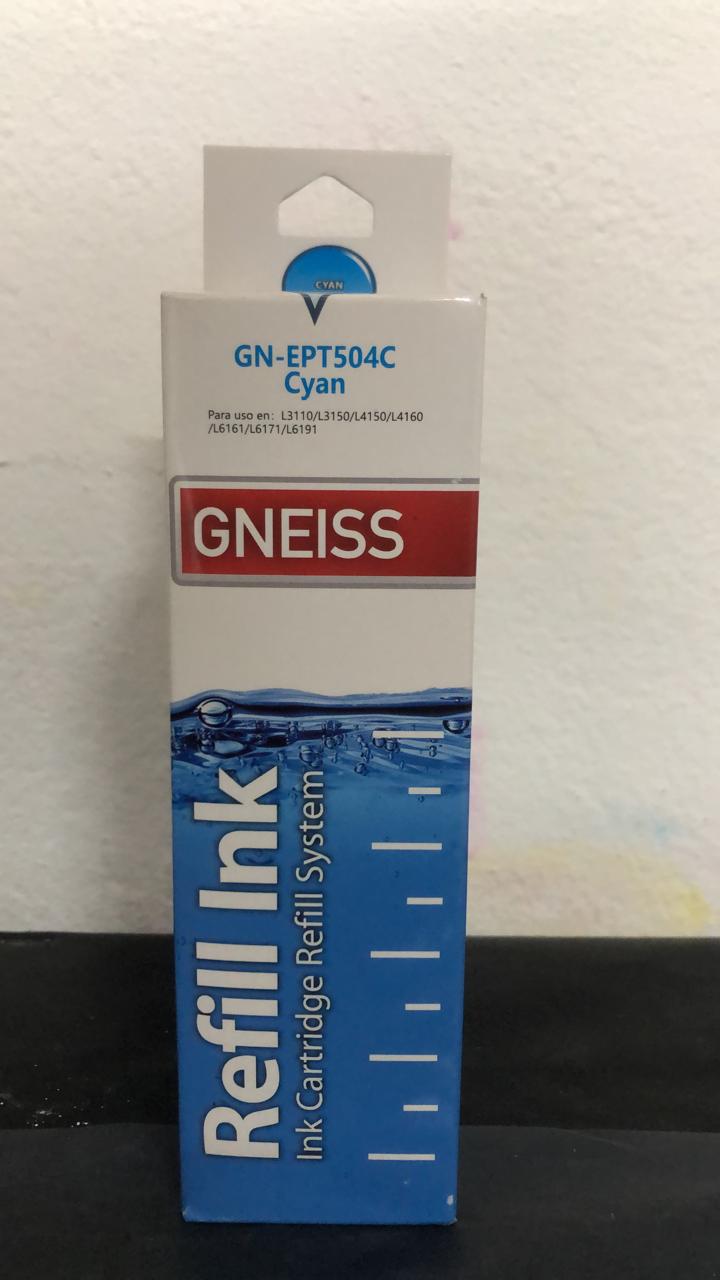 CYAN
GN-EPT504C
Cyan
Para uso en: L3110/L3150/L4150/L4160
/L6161/L6171/L6191
GNEISS
Refill Ink
Ink Cartridge Refill System